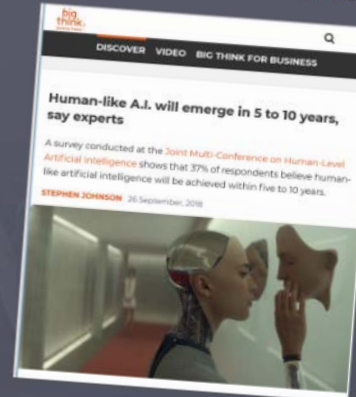 big
think
DISCOVER VIDEO BIG THINK FOR BUSINESS
Human-like A.I. will emerge in 5 to 10 years,
say experts
A survey conducted at the Joint Multi-Conference on Human-Level
Artificial Intelligence shows that 37% of respondents believe human-
like artificial intelligence will be achieved within five to 10 years.
STEPHEN JOHNSON 26 September, 2018